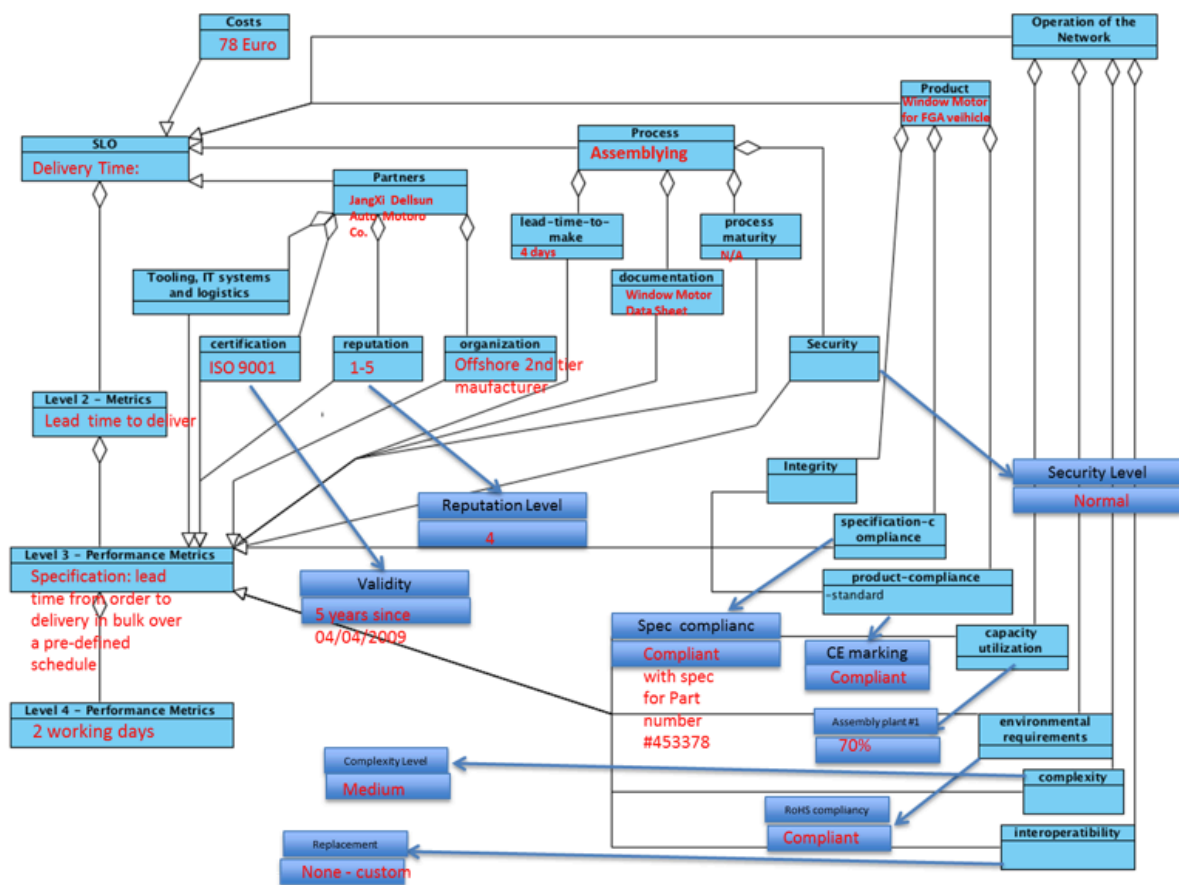 Costs
78 Euro
Operation of the
Network
Product
Window Motor
for FGA veihicle
SLO
Delivery Time:
Process
Assemblying
Partners
JangXi Dellsun
Auto Motoro
Co.
lead-time-to-
make
4 days
process
maturity
N/A
Tooling, IT systems
and logistics
documentation
Window Motor
Data Sheet
certification
ISO 9001
reputation
1-5
organization
Offshore 2nd tier
maufacturer
Security
Level 2 - Metrics
Lead time to deliver
Integrity
Security Level
Normal
Reputation Level
4
specification-c
ompliance
Level 3 - Performance Metrics
Specification: lead
time from order to
delivery in bulk over
a pre-defined
schedule
Validity
5 years since
04/04/2009
product-compliance
-standard
Spec complianc
Compliant
with spec
for Part
number
#453378
CE marking
Compliant
capacity
utilization
Level 4 - Performance Metrics
2 working days
Assembly plant #1
70%
environmental
requirements
Complexity Level
Medium
complexity
RoHS compliancy
Compliant
interoperatibility
Replacement
None - custom